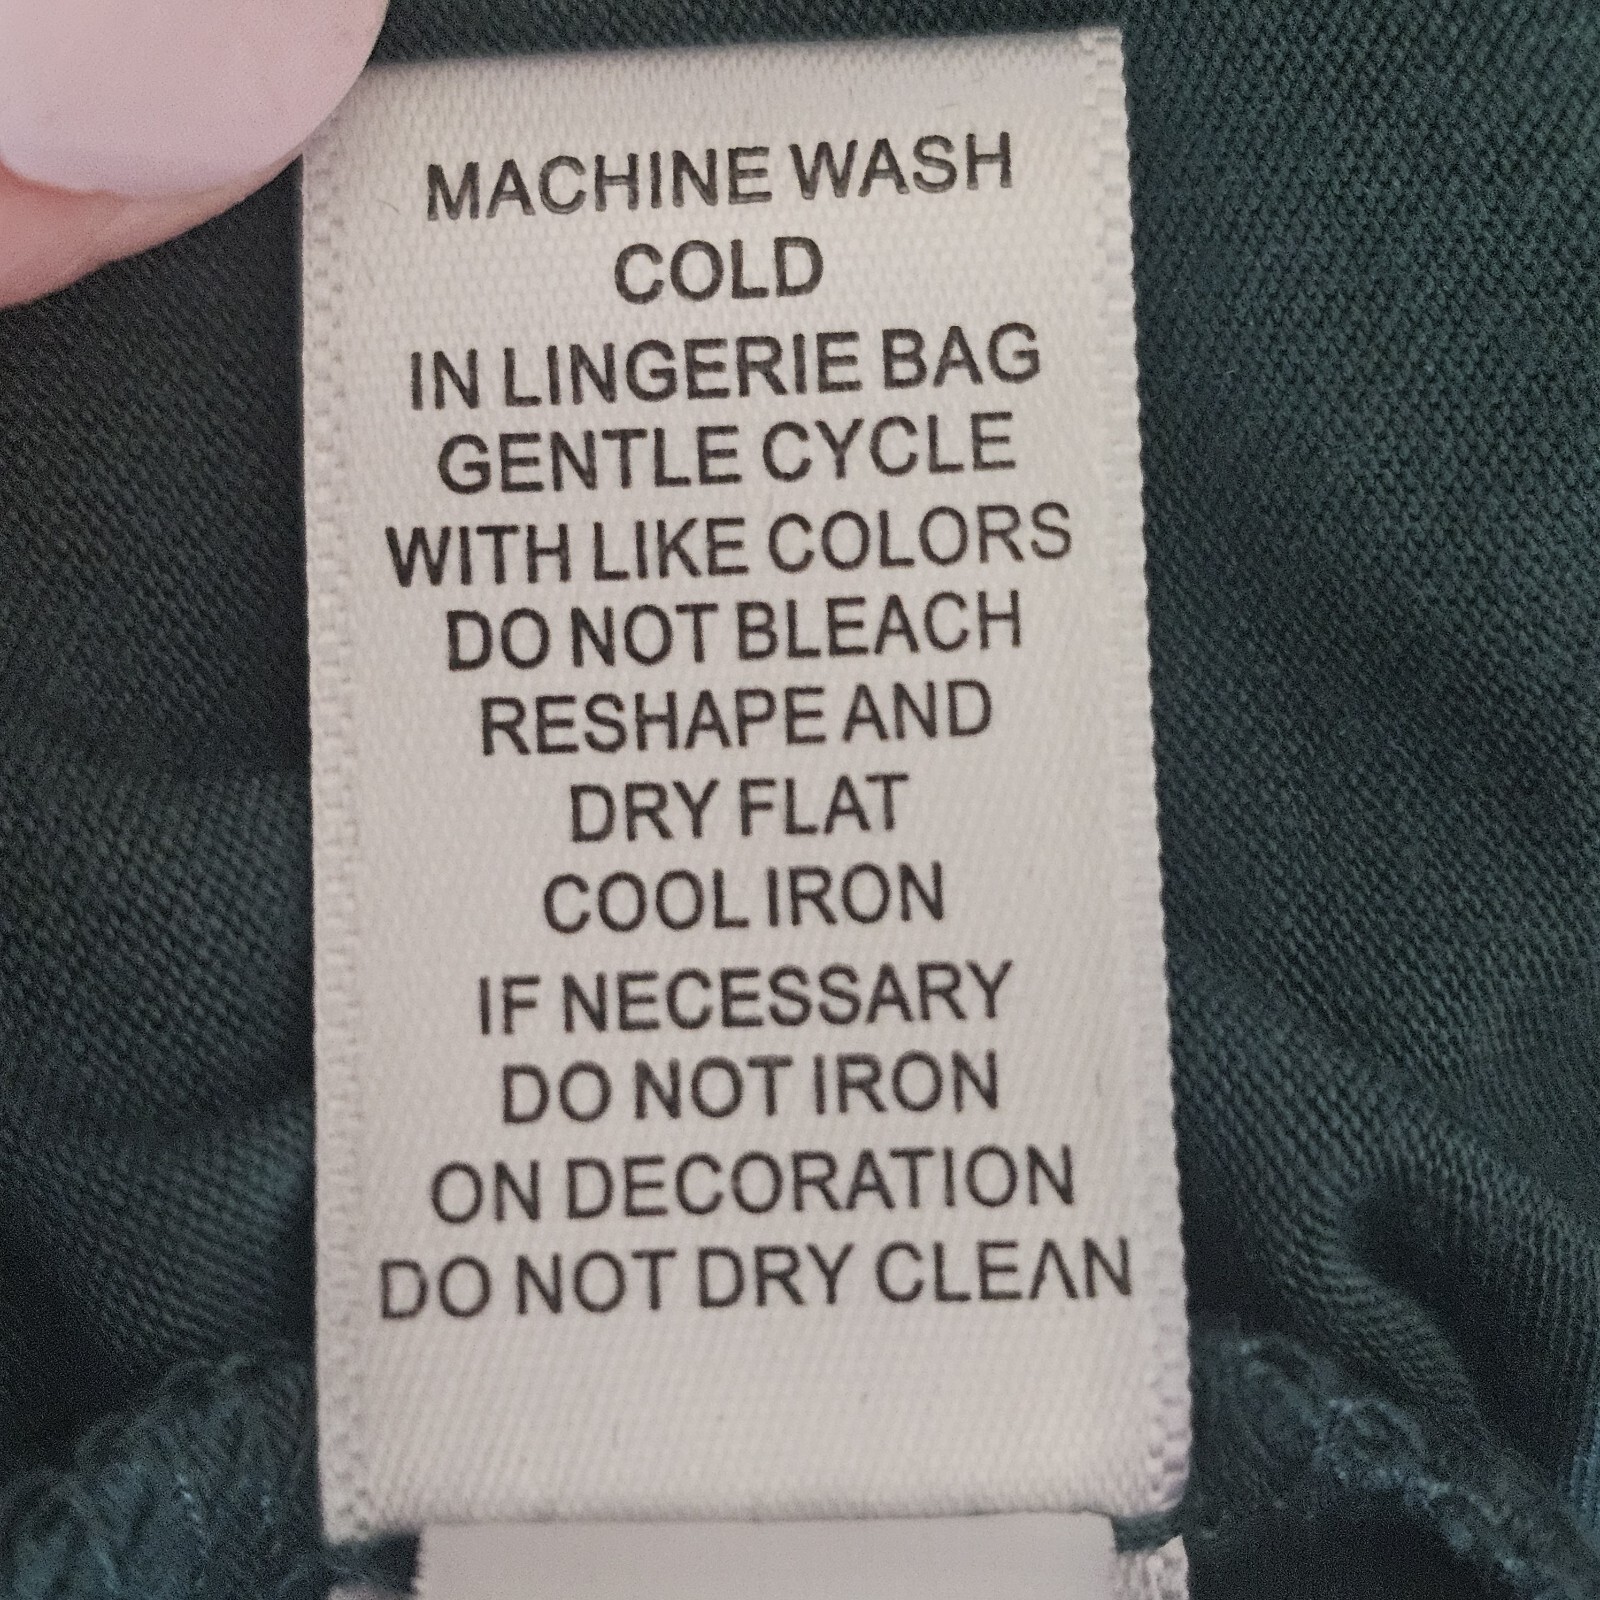 MACHINE WASH
COLD
IN LINGERIE BAG
GENTLE CYCLE
WITH LIKE COLORS
DO NOT BLEACH
RESHAPE AND
DRY FLAT
COOL IRON
IF NECESSARY
DO NOT IRON
ON DECORATION
DO NOT DRY CLEAN